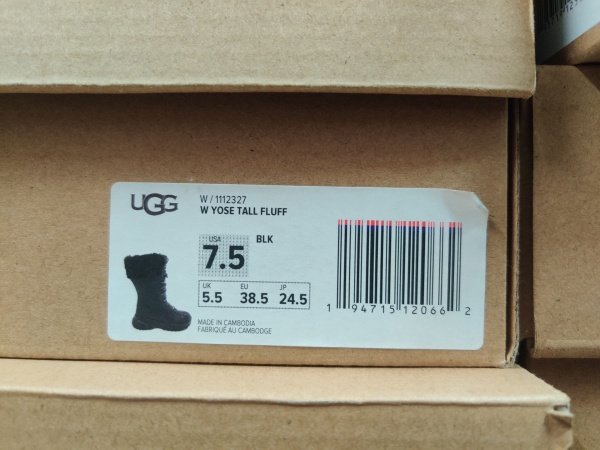 UGG
W / 1112327
W YOSE TALL FLUFF
USA
7.5
BLK
UK EU JP
5.5 38.5 24.5
MADE IN CAMBODIA
FABRIQUÉ AU CAMBODGE
1 94715 12066 2